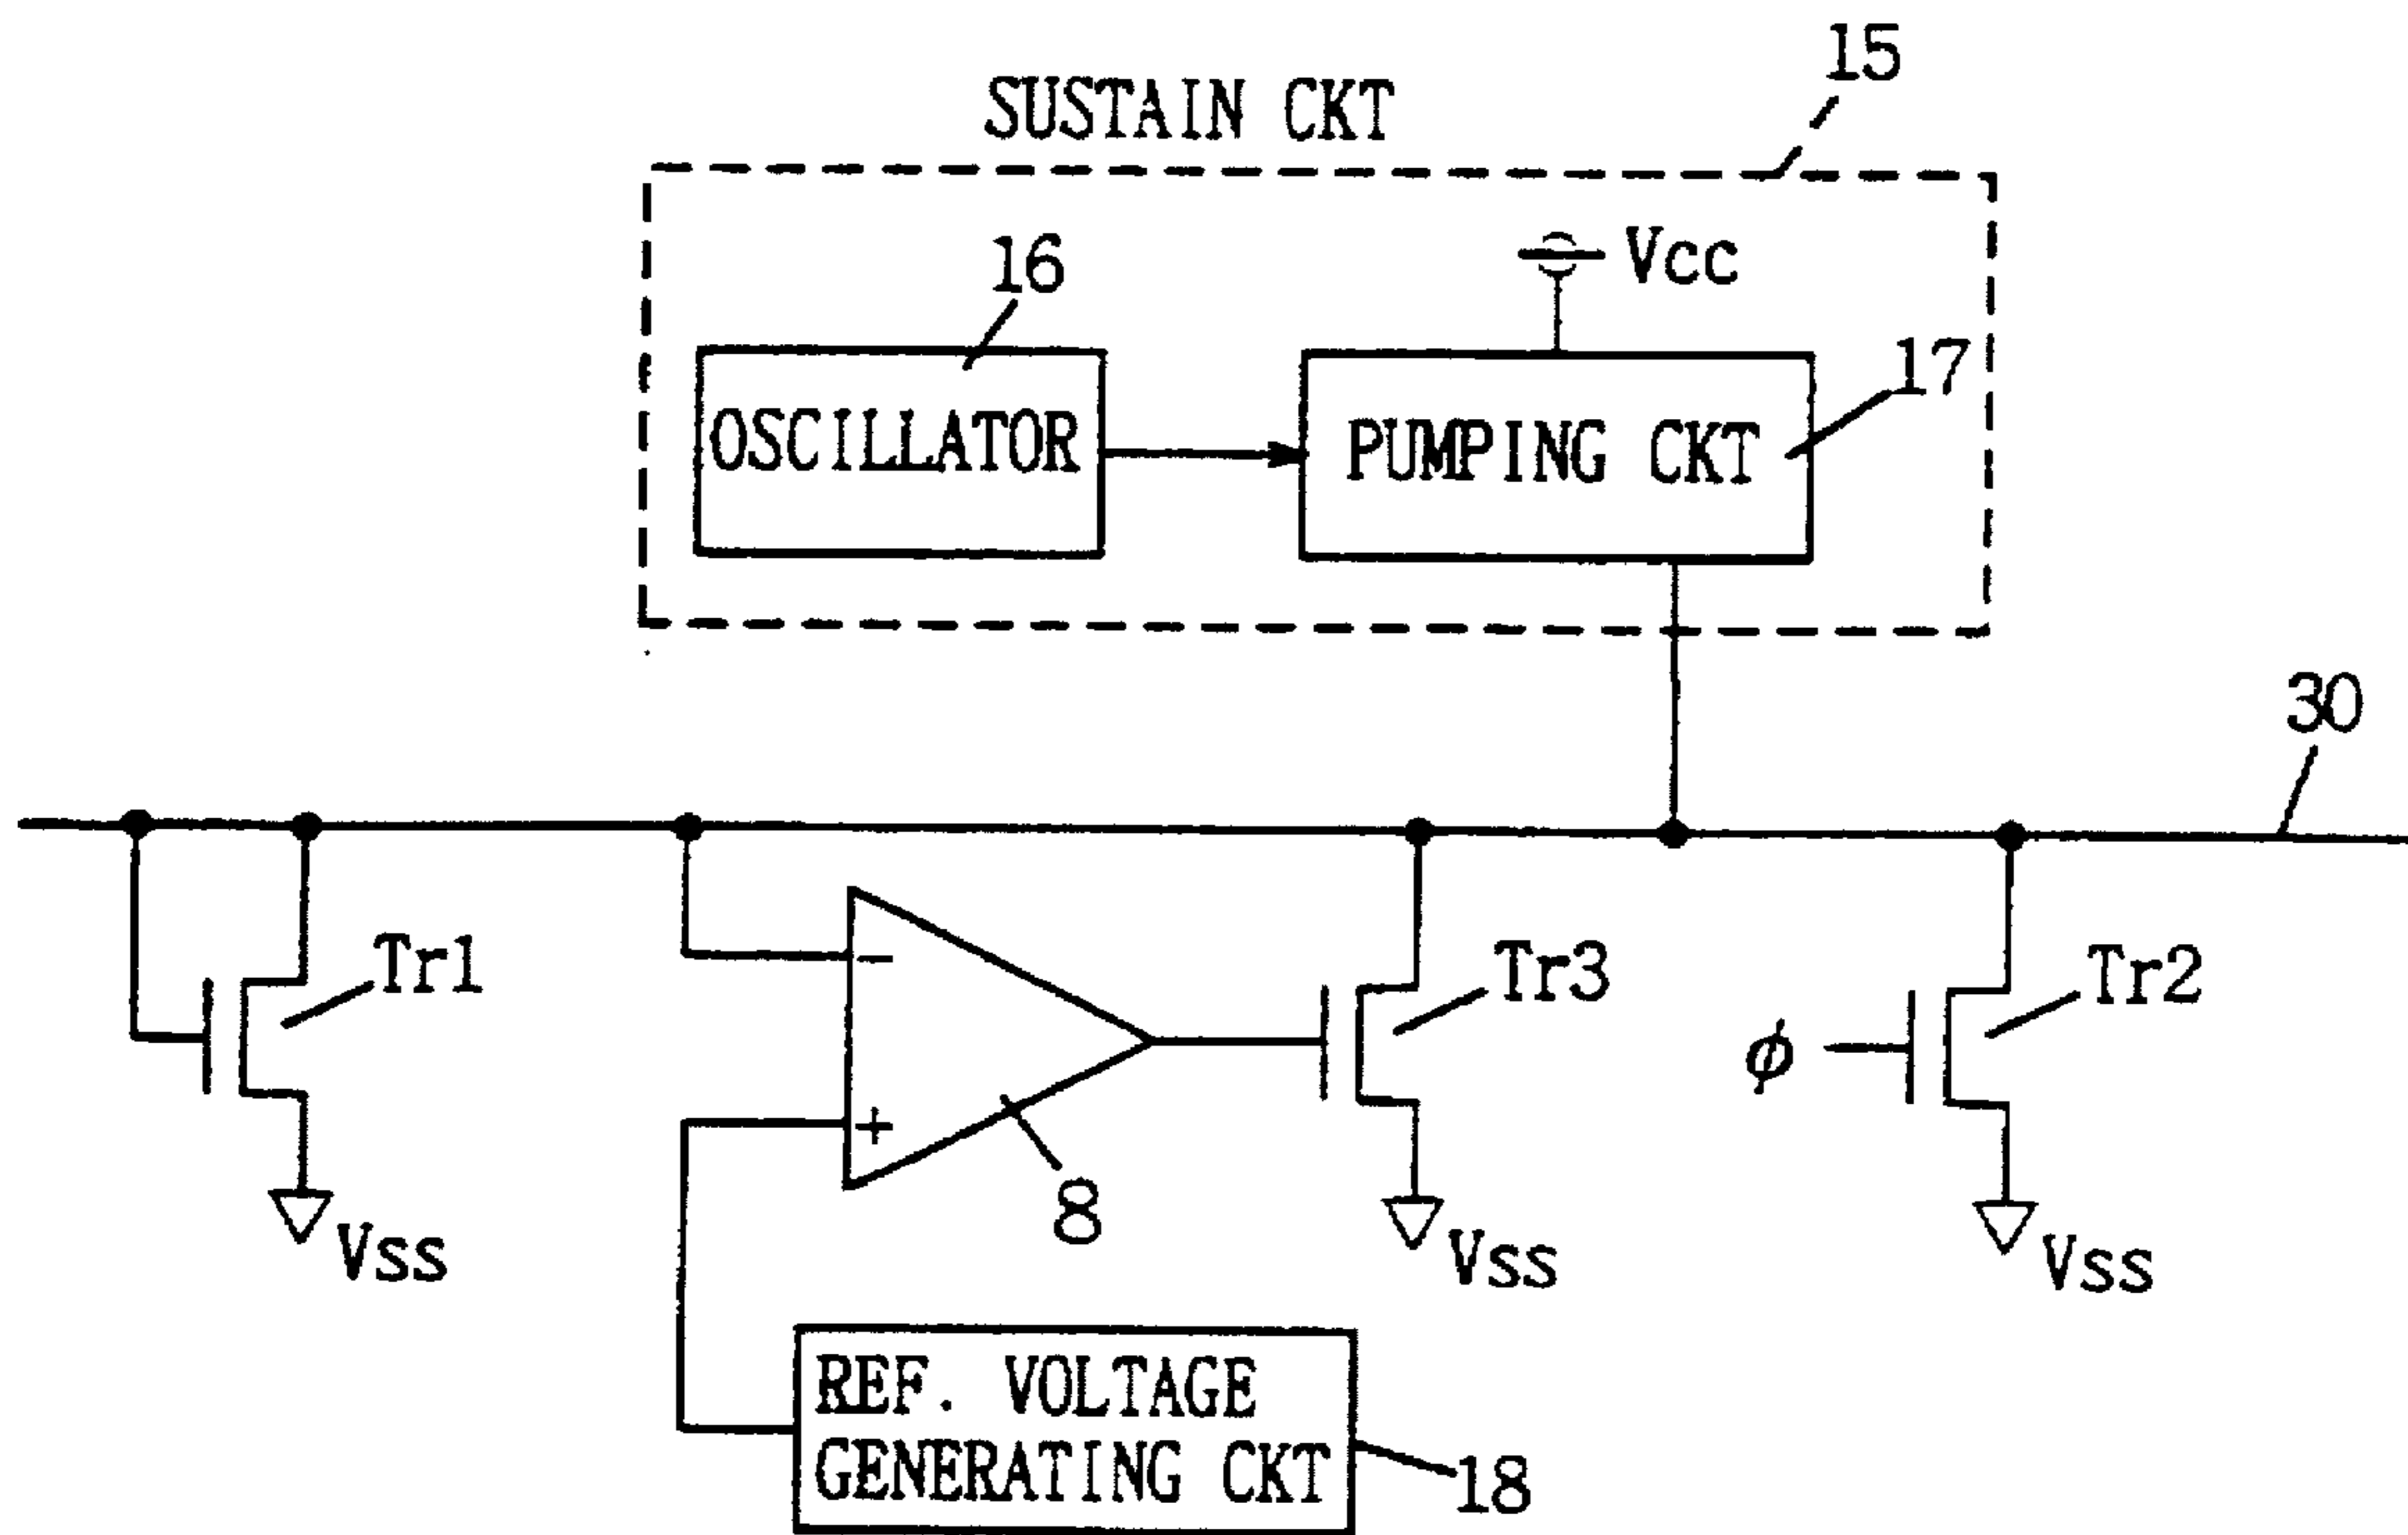 15
SUSTAIN CKT
16
Vcc
17
OSCILLATOR
PUMPING CKT
30
Tr1
-
Tr3
Tr2
ϕ
+
8
Vss
Vss
Vss
REF. VOLTAGE
GENERATING CKT
18